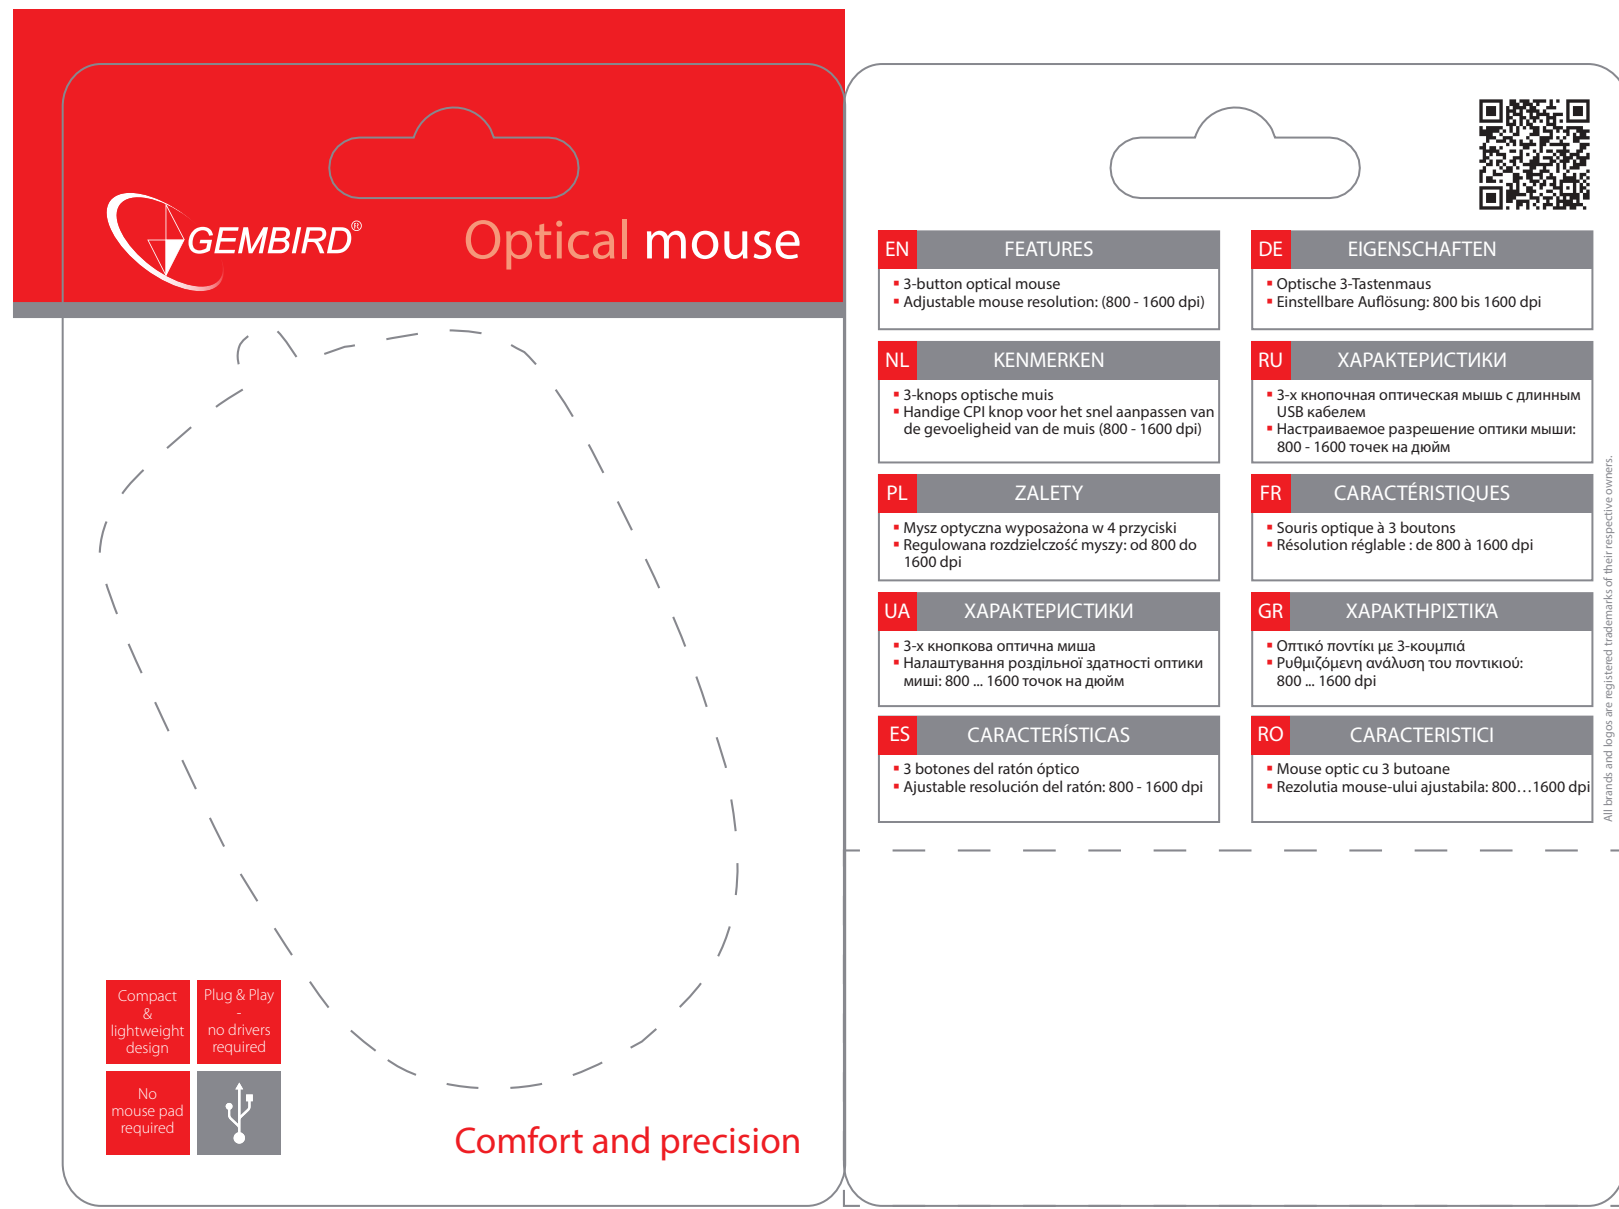 GEMBIRD®
Optical mouse
Compact
&
lightweight
design
Plug & Play
-
no drivers
required
No
mouse pad
required
Comfort and precision
EN FEATURES
▪ 3-button optical mouse
▪ Adjustable mouse resolution: (800 - 1600 dpi)
DE EIGENSCHAFTEN
▪ Optische 3-Tastenmaus
▪ Einstellbare Auflösung: 800 bis 1600 dpi
NL KENMERKEN
▪ 3-knops optische muis
▪ Handige CPI knop voor het snel aanpassen van
de gevoeligheid van de muis (800 - 1600 dpi)
RU ХАРАКТЕРИСТИКИ
▪ 3-х кнопочная оптическая мышь с длинным
USB кабелем
▪ Настраиваемое разрешение оптики мыши:
800 - 1600 точек на дюйм
PL ZALETY
▪ Mysz optyczna wyposażona w 4 przyciski
▪ Regulowana rozdzielczość myszy: od 800 do
1600 dpi
FR CARACTÉRISTIQUES
▪ Souris optique à 3 boutons
▪ Résolution réglable : de 800 à 1600 dpi
UA ХАРАКТЕРИСТИКИ
▪ 3-х кнопкова оптична миша
▪ Налаштування роздільної здатності оптики
миші: 800 ... 1600 точок на дюйм
GR ΧΑΡΑΚΤΗΡΙΣΤΙΚΆ
▪ Οπτικό ποντίκι με 3-κουμπιά
▪ Ρυθμιζόμενη ανάλυση του ποντικιού:
800 ... 1600 dpi
ES CARACTERÍSTICAS
▪ 3 botones del ratón óptico
▪ Ajustable resolución del ratón: 800 - 1600 dpi
RO CARACTERISTICI
▪ Mouse optic cu 3 butoane
▪ Rezolutia mouse-ului ajustabila: 800…1600 dpi
All brands and logos are registered trademarks of their respective owners.